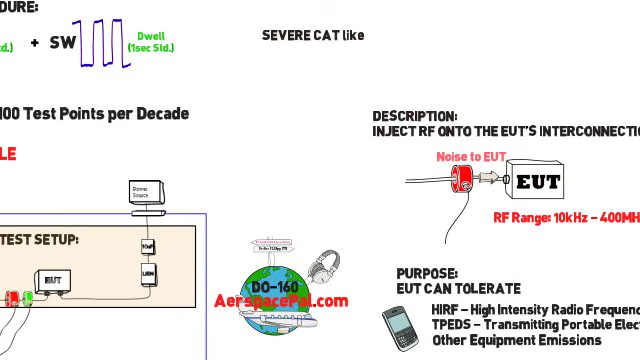 DURE:
+ SW
Dwell
(1sec Std.)
SEVERE CAT like
100 Test Points per Decade
DESCRIPTION:
INJECT RF ONTO THE EUT'S INTERCONNECTIO
LE
Noise to EUT
EUT
RF Range: 10kHz – 400MH
Power
Source
TEST SETUP:
10uF
LISN
EUT
DO-160
AerospacePal.com
PURPOSE:
EUT CAN TOLERATE
HIRF – High Intensity Radio Frequenc
TPEDS – Transmitting Portable Elect
Other Equipment Emissions